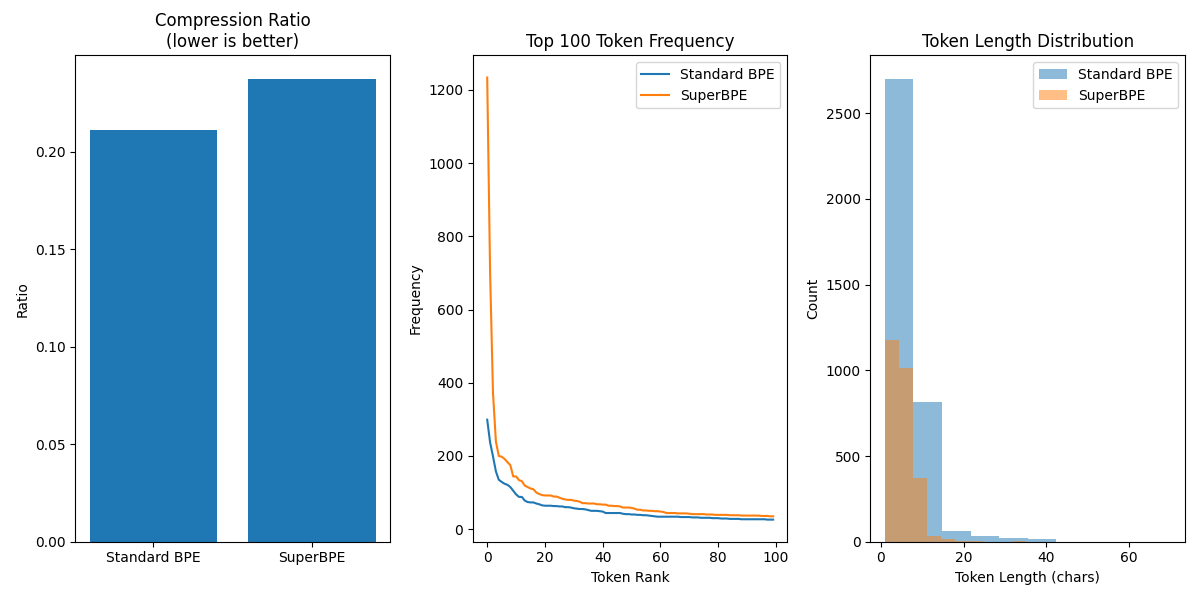 Compression Ratio
(lower is better)
Ratio
0.20
0.15
0.10
0.05
0.00
Standard BPE
SuperBPE
Top 100 Token Frequency
Standard BPE
SuperBPE
Frequency
1200
1000
800
600
400
200
0
0 20 40 60 80 100
Token Rank
Token Length Distribution
Standard BPE
SuperBPE
Count
2500
2000
1500
1000
500
0
0 20 40 60
Token Length (chars)